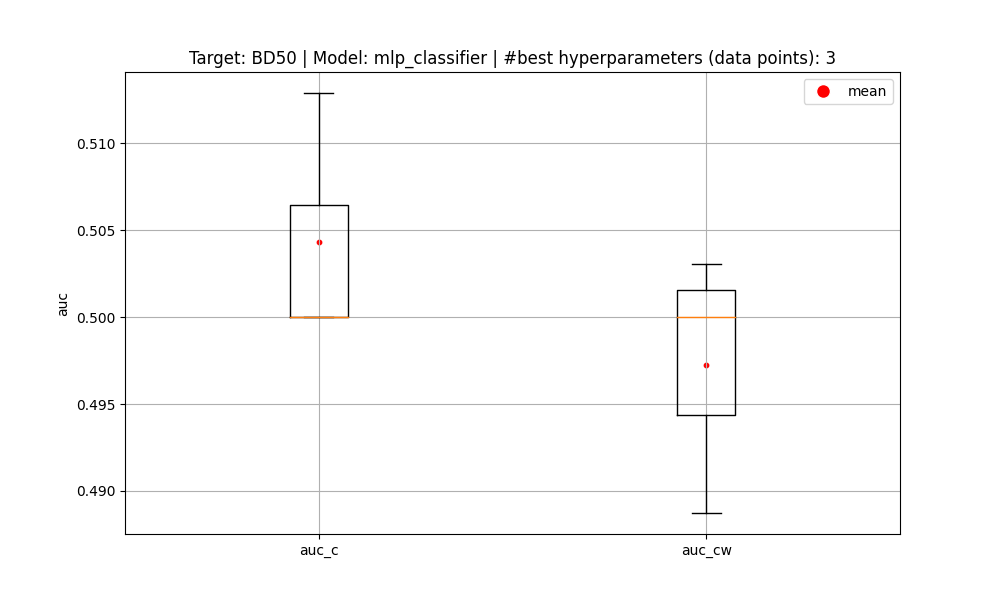 Target: BD50 | Model: mlp_classifier | #best hyperparameters (data points): 3
mean
0.510
0.505
0.500
0.495
0.490
auc
auc_c
auc_cw